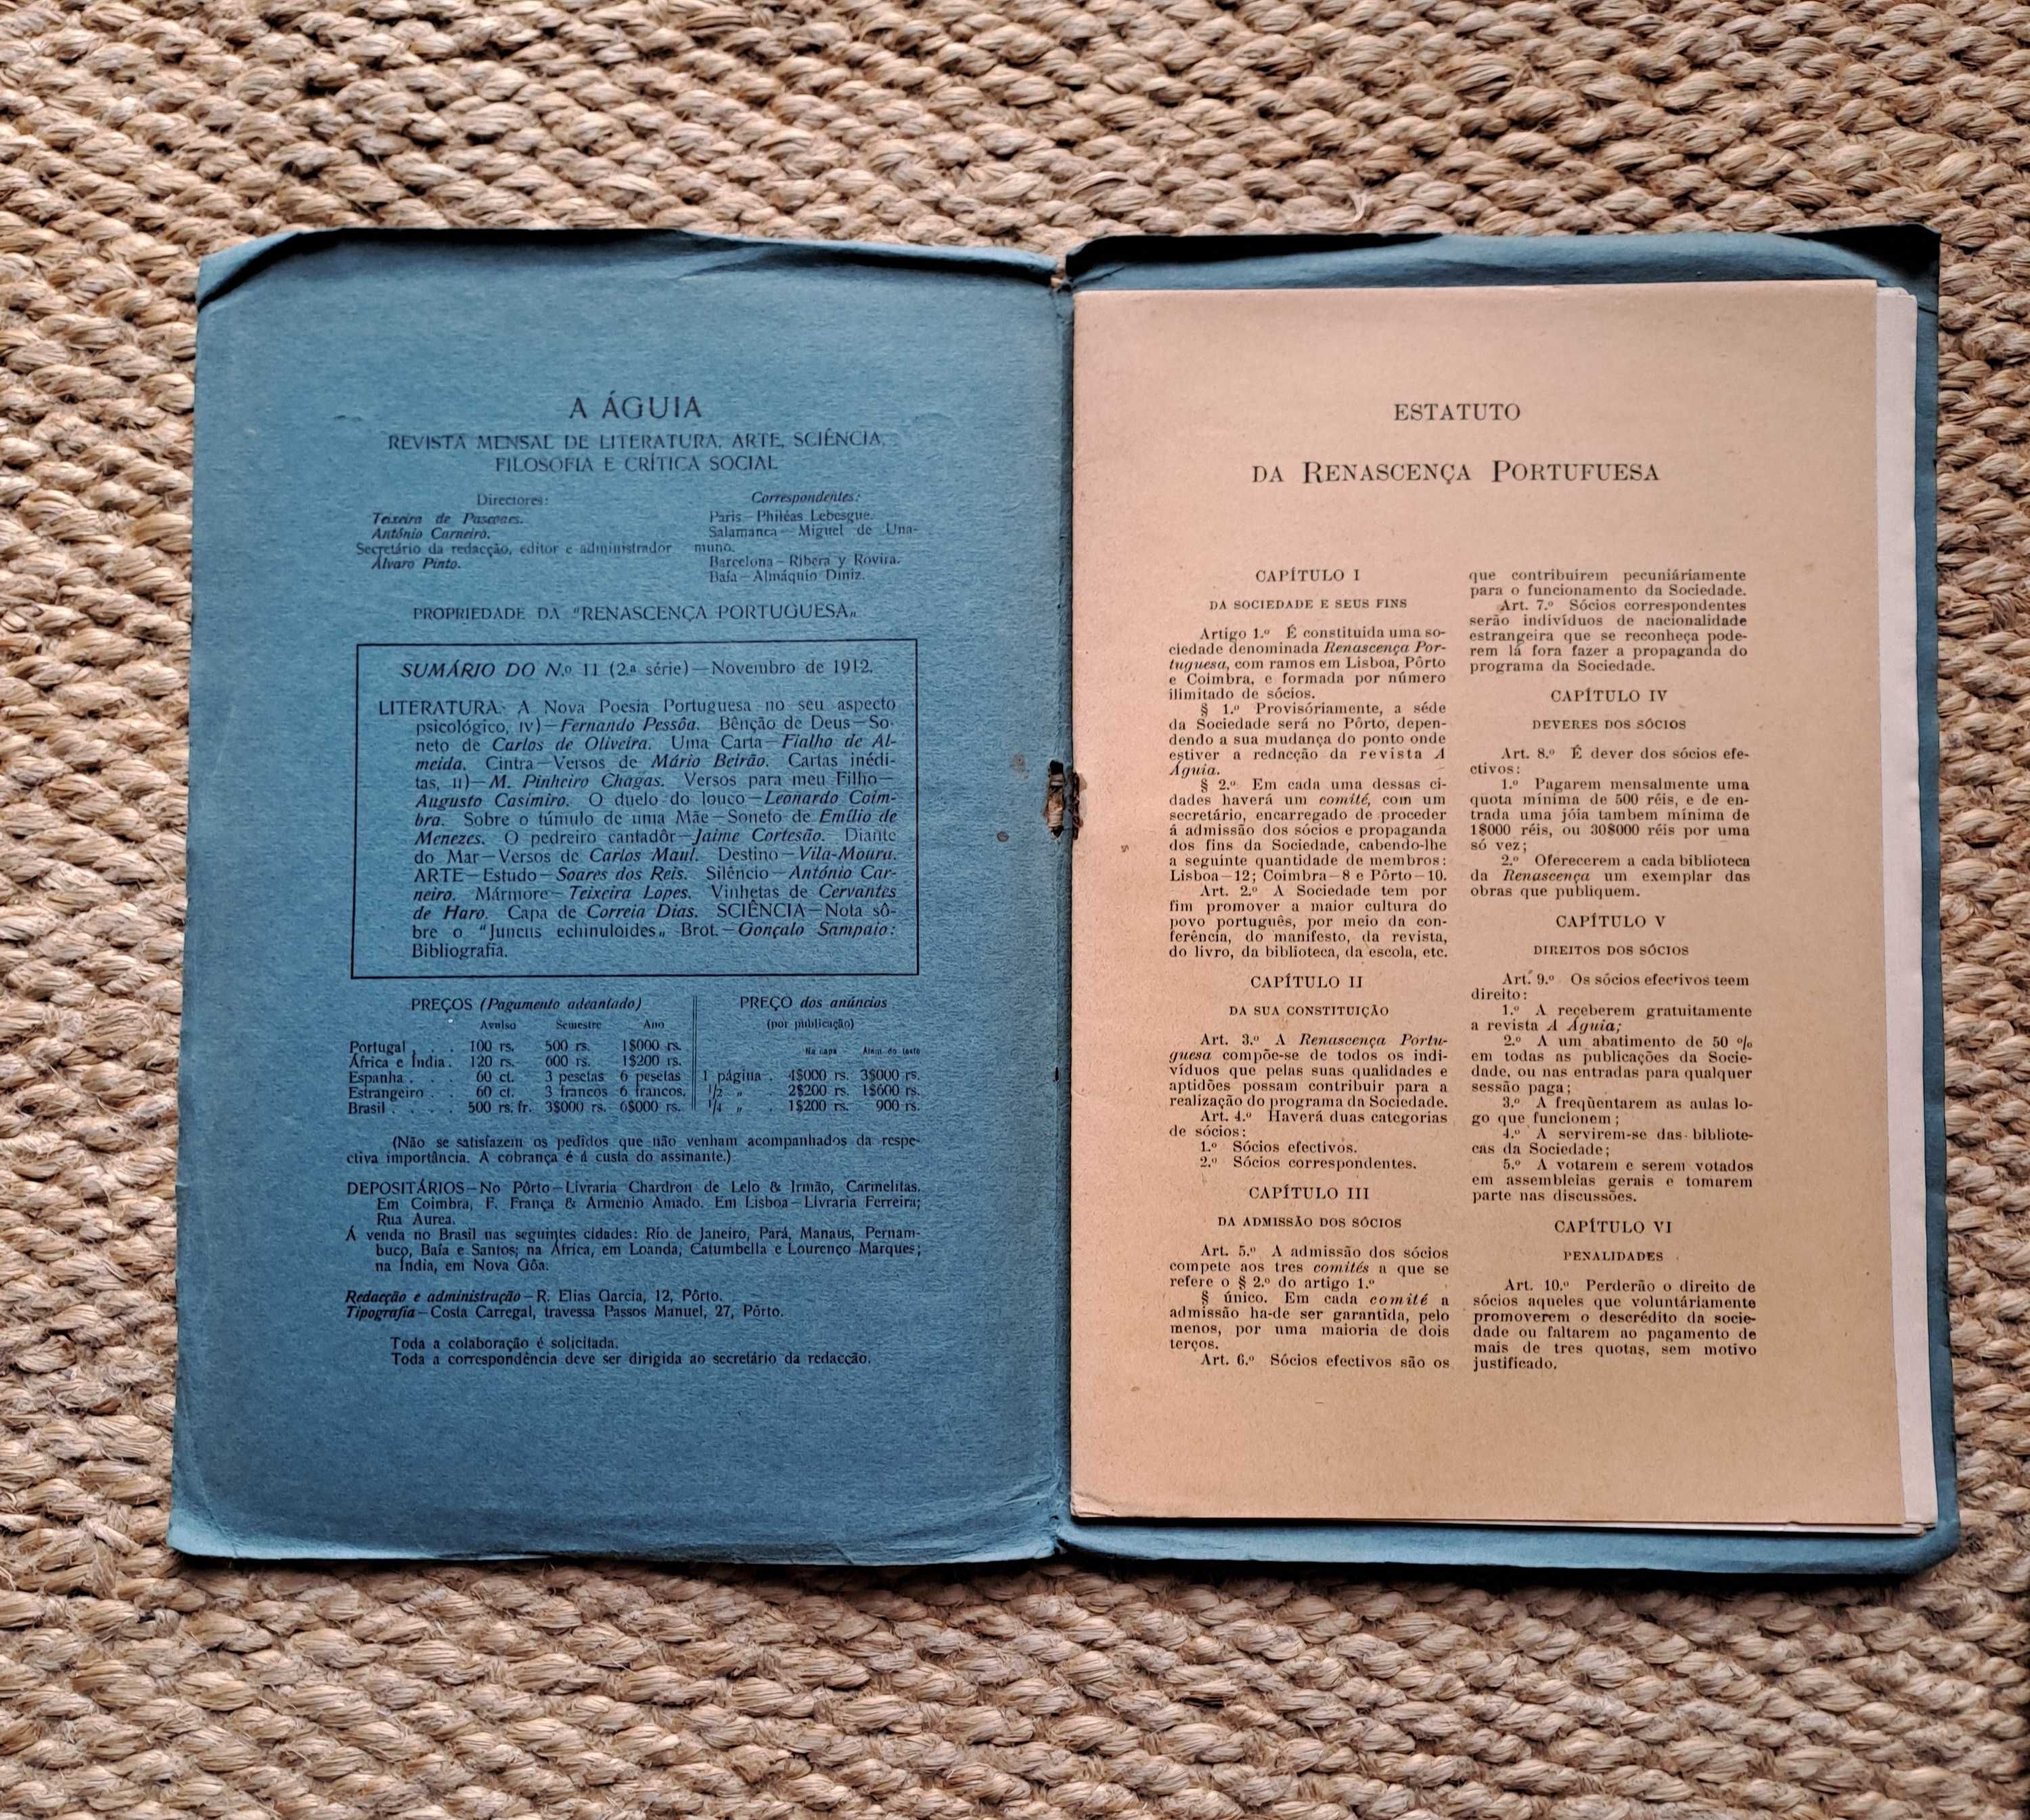 A ÁGUIA
REVISTA MENSAL DE LITERATURA, ARTE, SCIÊNCIA,
FILOSOFIA E CRÍTICA SOCIAL
Directores:
Teixeira de Pascoaes.
António Carneiro.
Secretário da redacção, editor e administrador
Álvaro Pinto.
Correspondentes:
Paris—Philéas Lebesgue.
Salamanca—Miguel de Una-
muno.
Barcelona—Ribera y Rovira.
Baía—Almáquio Diniz.
PROPRIEDADE DA "RENASCENÇA PORTUGUESA„
SUMÁRIO DO N.º 11 (2.ª série)—Novembro de 1912.
LITERATURA: A Nova Poesia Portuguesa no seu aspecto
psicológico, IV)—Fernando Pessôa. Bênção de Deus—So-
neto de Carlos de Oliveira. Uma Carta—Fialho de Al-
meida. Cintra—Versos de Mário Beirão. Cartas inédi-
tas, II)—M. Pinheiro Chagas. Versos para meu Filho—
Augusto Casimiro. O duelo do louco—Leonardo Coim-
bra. Sobre o túmulo de uma Mãe—Soneto de Emílio de
Menezes. O pedreiro cantadôr—Jaime Cortesão. Diante
do Mar—Versos de Carlos Maul. Destino—Vila-Moura.
ARTE—Estudo—Soares dos Reis. Silêncio—António Car-
neiro. Mármore—Teixeira Lopes. Vinhetas de Cervantes
de Haro. Capa de Correia Dias. SCIÊNCIA—Nota sô-
bre o "Juncus echinuloides„ Brot.—Gonçalo Sampaio:
Bibliografia.
PREÇOS (Pagamento adeantado)
Avulso Semestre Ano
Portugal . . . 100 rs. 500 rs. 1$000 rs.
África e Índia . 120 rs. 600 rs. 1$200 rs.
Espanha . . . 60 ct. 3 pesetas 6 pesetas
Estrangeiro . . 60 ct. 3 francos 6 francos.
Brasil . . . . 500 rs. fr. 3$000 rs. 6$000 rs.
PREÇO dos anúncios
(por publicação)
Na capa Além do texto
1 página . 4$000 rs. 3$000 rs.
1/2 „ . 2$200 rs. 1$600 rs.
1/4 „ . 1$200 rs. 900 rs.
(Não se satisfazem os pedidos que não venham acompanhados da respe-
ctiva importância. A cobrança é á custa do assinante.)
DEPOSITÁRIOS—No Pôrto—Livraria Chardron de Lelo & Irmão, Carmelitas.
Em Coimbra, F. França & Armenio Amado. Em Lisboa—Livraria Ferreira;
Rua Aurea.
Á venda no Brasil nas seguintes cidades: Rio de Janeiro, Pará, Manaus, Pernam-
buco, Baía e Santos; na África, em Loanda, Catumbella e Lourenço Marques;
na Índia, em Nova Gôa.
Redacção e administração—R. Elias Garcia, 12, Pôrto.
Tipografia—Costa Carregal, travessa Passos Manuel, 27, Pôrto.
Toda a colaboração é solicitada.
Toda a correspondência deve ser dirigida ao secretário da redacção.
ESTATUTO
DA RENASCENÇA PORTUFUESA
CAPÍTULO I
DA SOCIEDADE E SEUS FINS
Artigo 1.º É constituída uma so-
ciedade denominada Renascença Por-
tuguesa, com ramos em Lisboa, Pôrto
e Coimbra, e formada por número
ilimitado de sócios.
§ 1.º Provisóriamente, a séde
da Sociedade será no Pôrto, depen-
dendo a sua mudança do ponto onde
estiver a redacção da revista A
Águia.
§ 2.º Em cada uma dessas ci-
dades haverá um comité, com um
secretário, encarregado de proceder
á admissão dos sócios e propaganda
dos fins da Sociedade, cabendo-lhe
a seguinte quantidade de membros:
Lisboa—12; Coimbra—8 e Pôrto—10.
Art. 2.º A Sociedade tem por
fim promover a maior cultura do
povo português, por meio da con-
ferência, do manifesto, da revista,
do livro, da biblioteca, da escola, etc.
CAPÍTULO II
DA SUA CONSTITUIÇÃO
Art. 3.º A Renascença Portu-
guesa compõe-se de todos os indi-
víduos que pelas suas qualidades e
aptidões possam contribuir para a
realização do programa da Sociedade.
Art. 4.º Haverá duas categorias
de sócios:
1.º Sócios efectivos.
2.º Sócios correspondentes.
CAPÍTULO III
DA ADMISSÃO DOS SÓCIOS
Art. 5.º A admissão dos sócios
compete aos tres comités a que se
refere o § 2.º do artigo 1.º
§ único. Em cada comité a
admissão ha-de ser garantida, pelo
menos, por uma maioria de dois
terços.
Art. 6.º Sócios efectivos são os
que contribuírem pecuniáriamente
para o funcionamento da Sociedade.
Art. 7.º Sócios correspondentes
serão indivíduos de nacionalidade
estrangeira que se reconheça pode-
rem lá fora fazer a propaganda do
programa da Sociedade.
CAPÍTULO IV
DEVERES DOS SÓCIOS
Art. 8.º É dever dos sócios efe-
ctivos:
1.º Pagarem mensalmente uma
quota mínima de 500 réis, e de en-
trada uma jóia tambem mínima de
1$000 réis, ou 30$000 réis por uma
só vez;
2.º Oferecerem a cada biblioteca
da Renascença um exemplar das
obras que publiquem.
CAPÍTULO V
DIREITOS DOS SÓCIOS
Art. 9.º Os sócios efectivos teem
direito:
1.º A receberem gratuitamente
a revista A Águia;
2.º A um abatimento de 50 %
em todas as publicações da Socie-
dade, ou nas entradas para qualquer
sessão paga;
3.º A freqüentarem as aulas lo-
go que funcionem;
4.º A servirem-se das bibliote-
cas da Sociedade;
5.º A votarem e serem votados
em assembleias gerais e tomarem
parte nas discussões.
CAPÍTULO VI
PENALIDADES
Art. 10.º Perderão o direito de
sócios aqueles que voluntáriamente
promoverem o descrédito da socie-
dade ou faltarem ao pagamento de
mais de tres quotas, sem motivo
justificado.